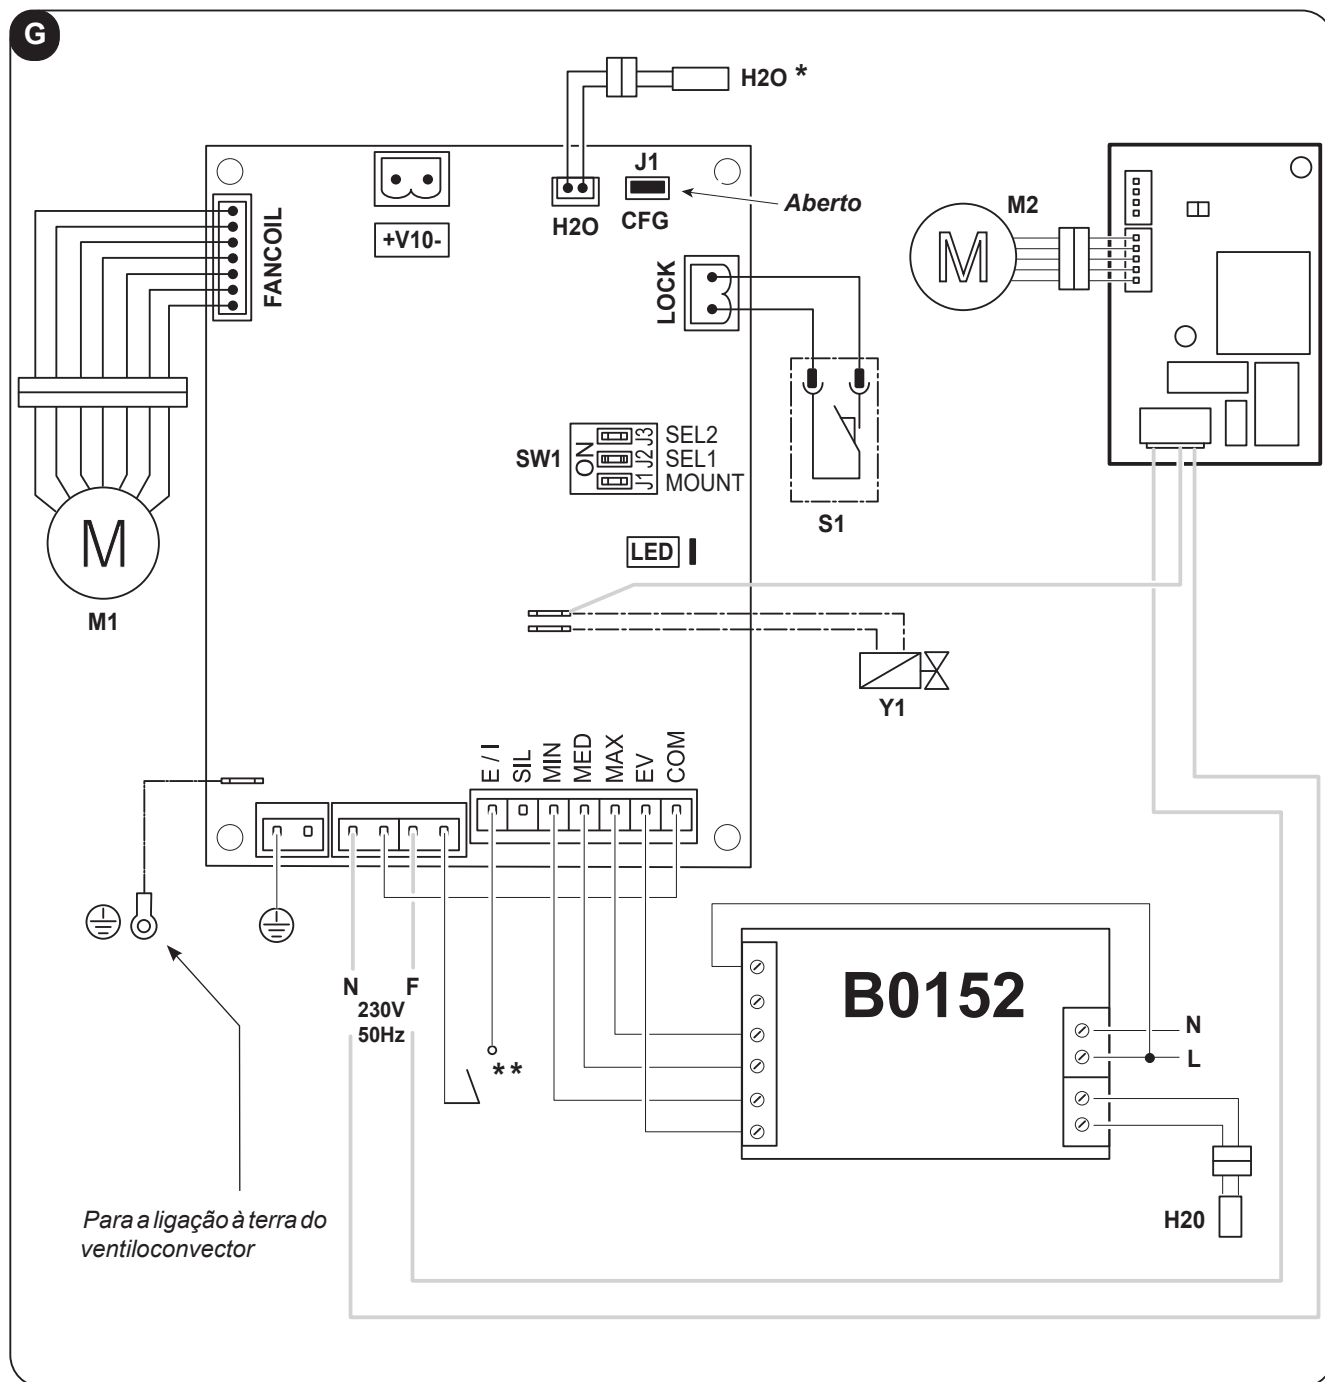 G
H2O *
J1
Aberto
H2O
CFG
+V10-
FANCOIL
LOCK
M2
M
SW1
ON
J3
SEL2
J2
SEL1
J1
MOUNT
S1
LED
M
M1
Y1
E / I
SIL
MIN
MED
MAX
EV
COM
N
F
230V
50Hz
**
B0152
N
L
H20
Para a ligação à terra do
ventiloconvector